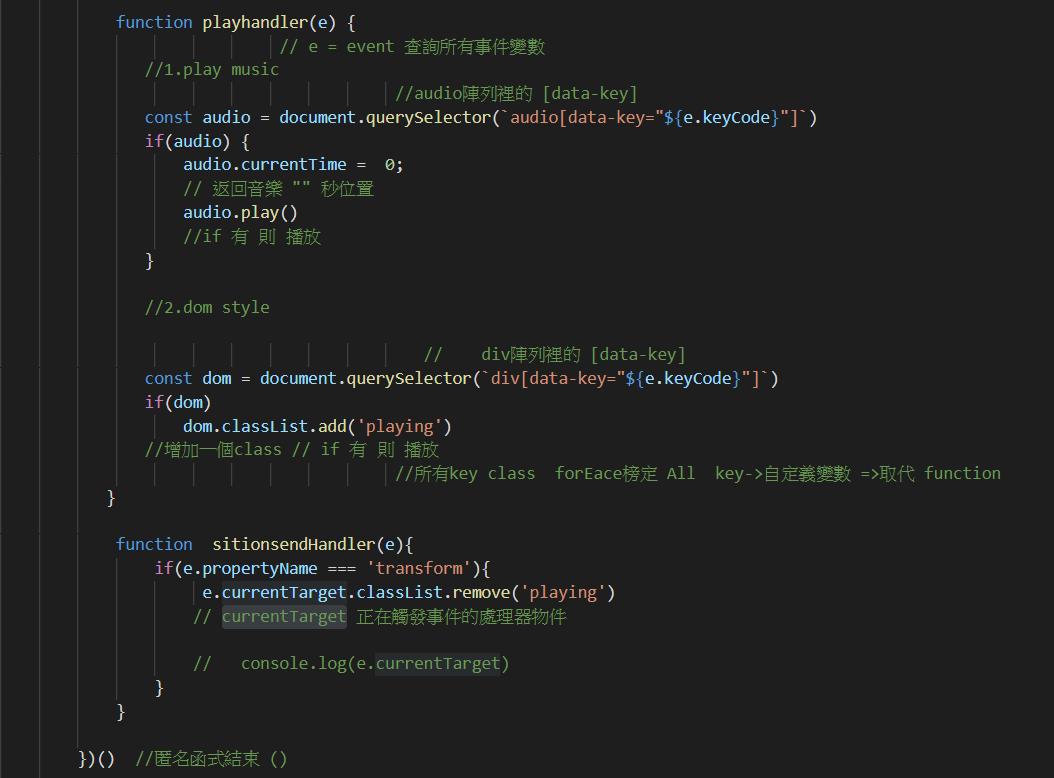 function playhandler(e) {
// e = event 查詢所有事件變數
//1.play music
//audio陣列裡的 [data-key]
const audio = document.querySelector(`audio[data-key="${e.keyCode}"]`)
if(audio) {
audio.currentTime =  0;
// 返回音樂 "" 秒位置
audio.play()
//if 有 則 播放
}
//2.dom style
//    div陣列裡的 [data-key]
const dom = document.querySelector(`div[data-key="${e.keyCode}"]`)
if(dom)
dom.classList.add('playing')
//增加一個class // if 有 則 播放
//所有key class  forEace榜定 All  key->自定義變數 =>取代 function
}
function  sitionsendHandler(e){
if(e.propertyName === 'transform'){
e.currentTarget.classList.remove('playing')
// currentTarget 正在觸發事件的處理器物件
//   console.log(e.currentTarget)
}
}
})()  //匿名函式結束 ()